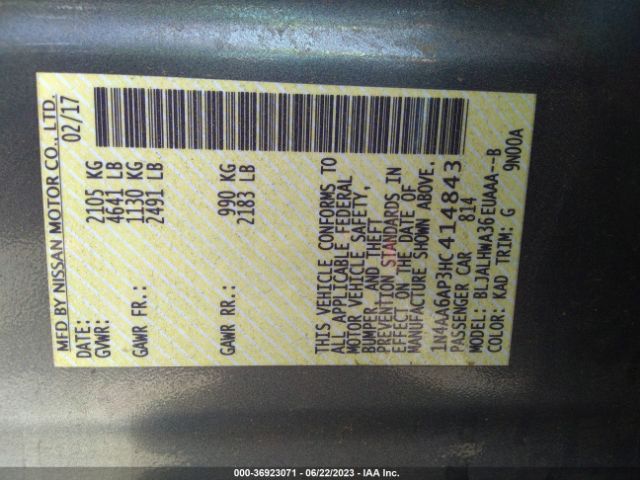 MFD BY NISSAN MOTOR CO., LTD.
DATE: 02/17
GVWR: 2105 KG
4641 LB
GAWR FR.: 1130 KG
2491 LB
GAWR RR.: 990 KG
2183 LB
THIS VEHICLE CONFORMS TO
ALL APPLICABLE FEDERAL
MOTOR VEHICLE SAFETY,
BUMPER AND THEFT
PREVENTION STANDARDS IN
EFFECT ON THE DATE OF
MANUFACTURE SHOWN ABOVE.
1N4AA6AP3HC414843
PASSENGER CAR 814
MODEL: BLJALHWA36EUAAA--B
COLOR: KAD TRIM: G 9N00A
000-36923071 - 06/22/2023 - IAA Inc.